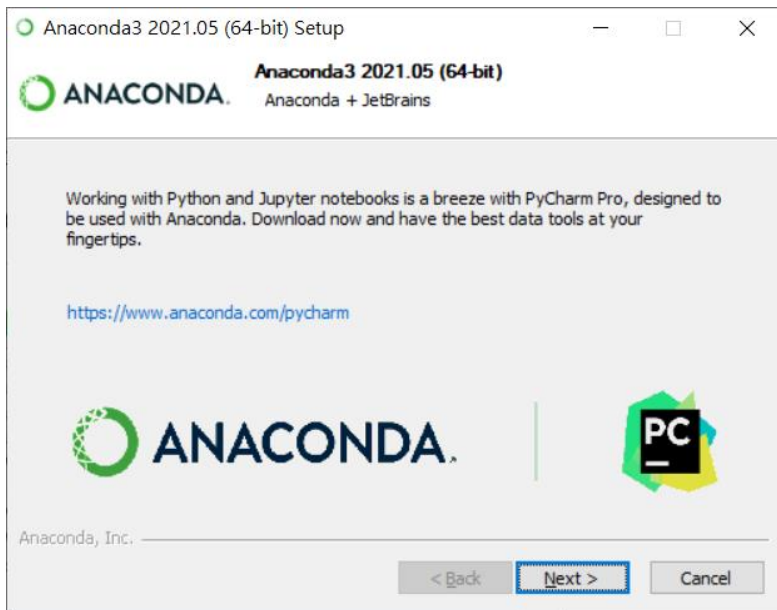 Anaconda3 2021.05 (64-bit) Setup
ANACONDA.
Anaconda3 2021.05 (64-bit)
Anaconda + JetBrains
Working with Python and Jupyter notebooks is a breeze with PyCharm Pro, designed to
be used with Anaconda. Download now and have the best data tools at your
fingertips.
https://www.anaconda.com/pycharm
ANACONDA.
PC
Anaconda, Inc.
< Back
Next >
Cancel